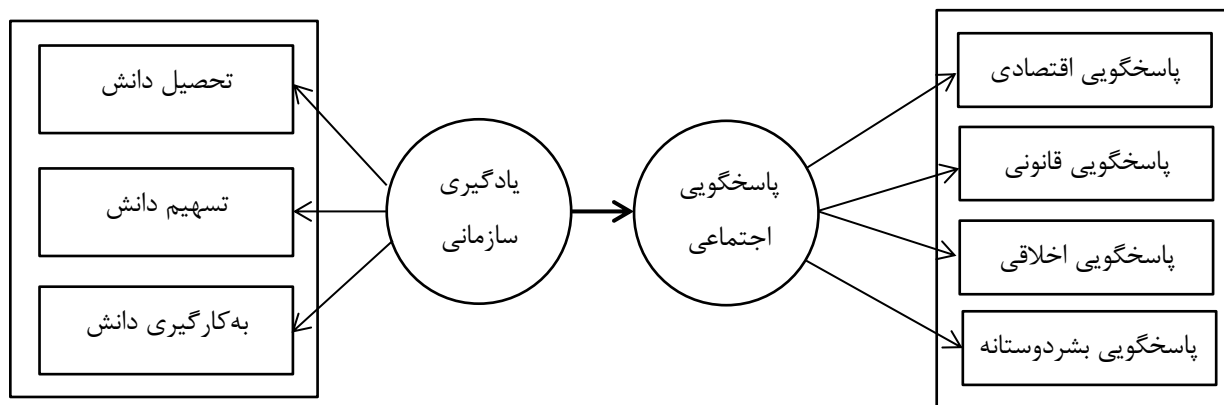 پاسخگویی اقتصادی
پاسخگویی قانونی
پاسخگویی اخلاقی
پاسخگویی بشردوستانه
پاسخگویی
اجتماعی
یادگیری
سازمانی
تحصیل دانش
تسهیم دانش
به‌کارگیری دانش